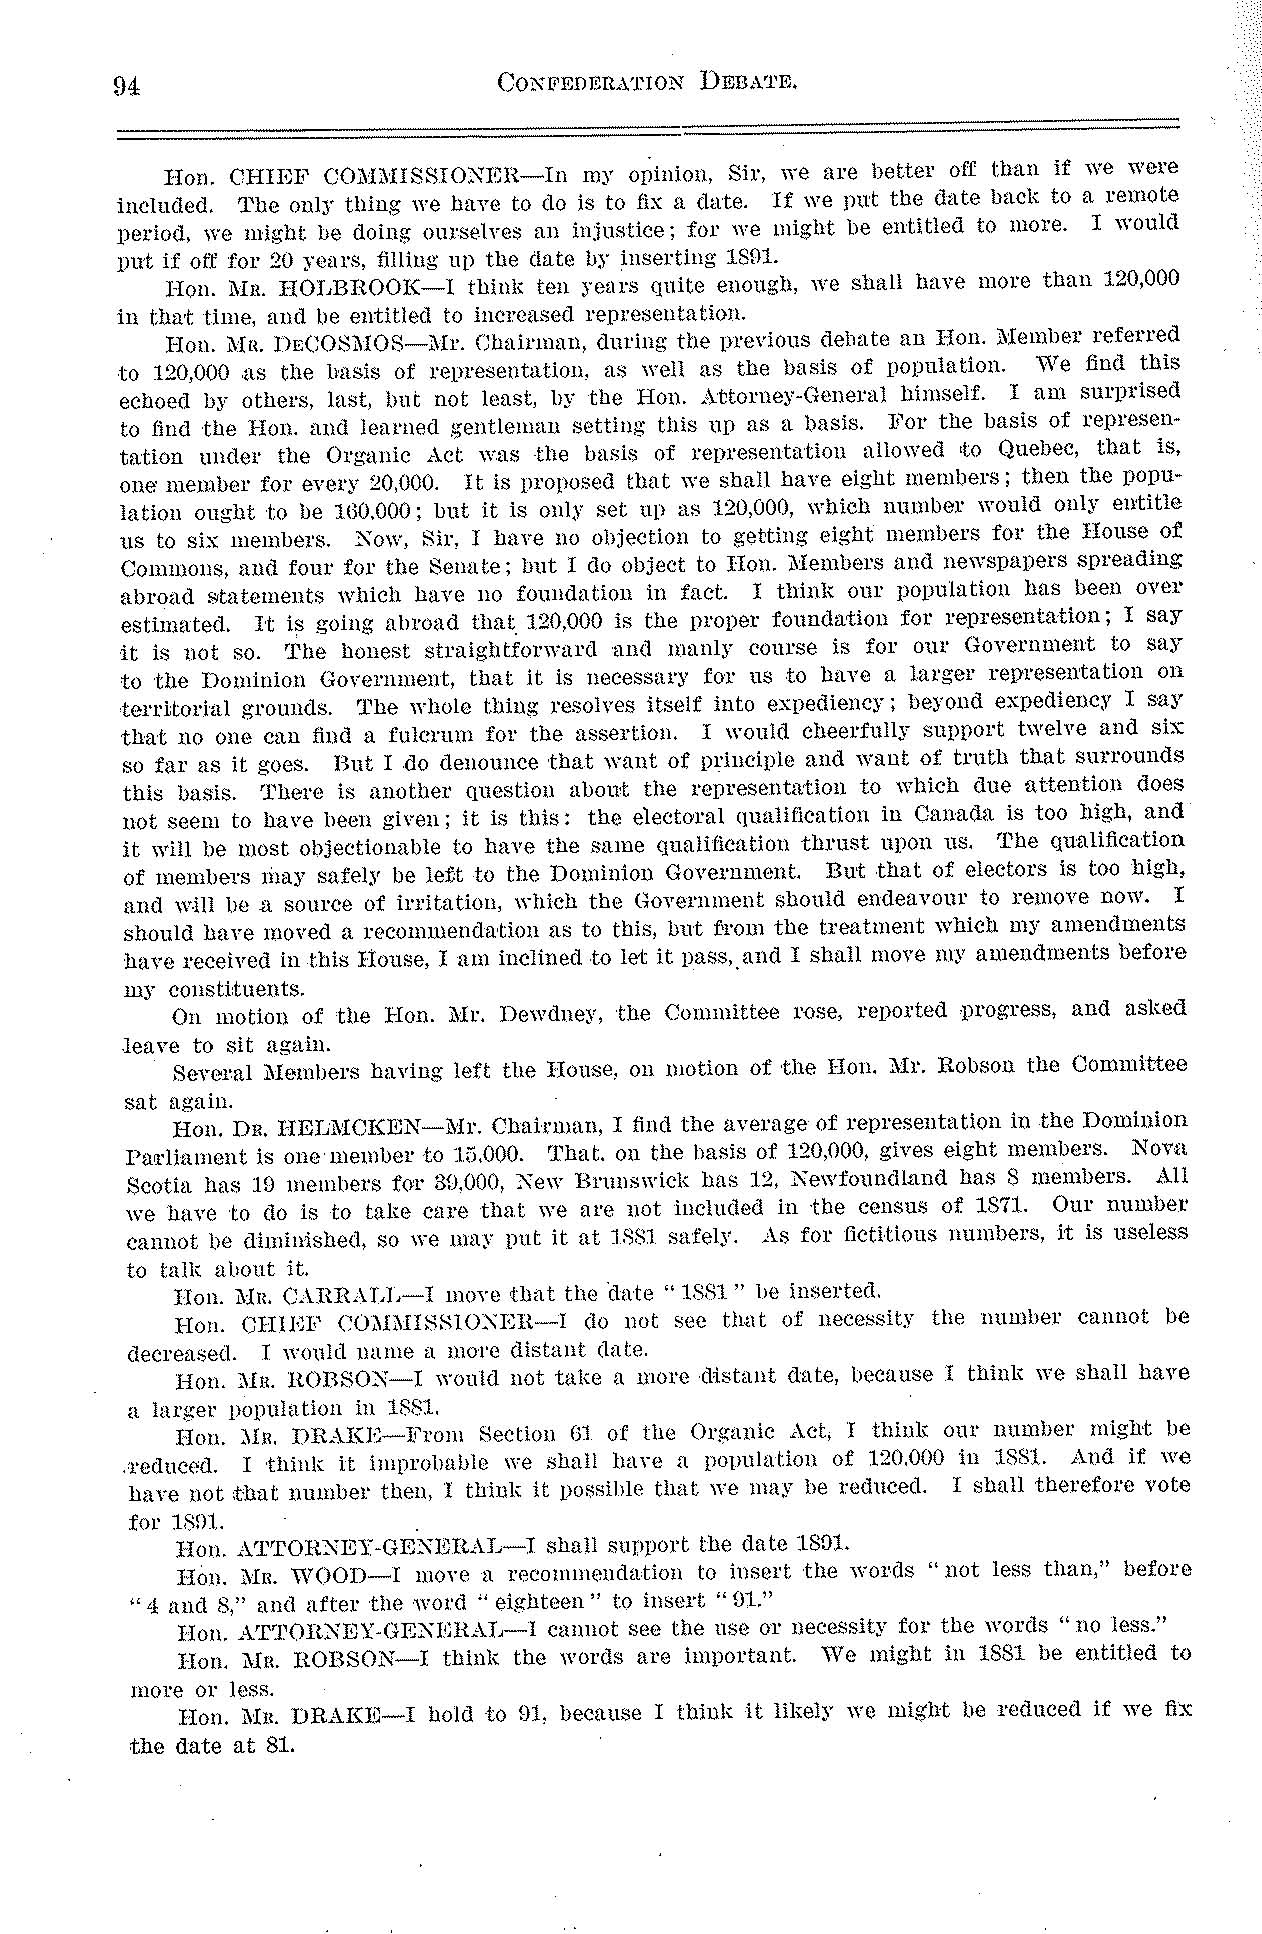 94 CONFEDERATION DEBATE.
Hon. CHIEF COMMISSIONER—In my opinion, Sir, we are better off than if we were
included. The only thing we have to do is to fix a date. If we put the date back to a remote
period, we might be doing ourselves an injustice; for we might be entitled to more. I would
put if off for 20 years, filling up the date by inserting 1891.
Hon. MR. HOLBROOK—I think ten years quite enough, we shall have more than 120,000
in that time, and be entitled to increased representation.
Hon. MR. DECOSMOS—Mr. Chairman, during the previous debate an Hon. Member referred
to 120,000 as the basis of representation, as well as the basis of population. We find this
echoed by others, last, but not least, by the Hon. Attorney-General himself. I am surprised
to find the Hon. and learned gentleman setting this up as a basis. For the basis of represen-
tation under the Organic Act was the basis of representation allowed to Quebec, that is,
one member for every 20,000. It is proposed that we shall have eight members; then the popu-
lation ought to be 160,000; but it is only set up as 120,000, which number would only entitle
us to six members. Now, Sir, I have no objection to getting eight members for the House of
Commons, and four for the Senate; but I do object to Hon. Members and newspapers spreading
abroad statements which have no foundation in fact. I think our population has been over
estimated. It is going abroad that 120,000 is the proper foundation for representation; I say
it is not so. The honest straightforward and manly course is for our Government to say
to the Dominion Government, that it is necessary for us to have a larger representation on
territorial grounds. The whole thing resolves itself into expediency; beyond expediency I say
that no one can find a fulcrum for the assertion. I would cheerfully support twelve and six
so far as it goes. But I do denounce that want of principle and want of truth that surrounds
this basis. There is another question about the representation to which due attention does
not seem to have been given; it is this: the electoral qualification in Canada is too high, and
it will be most objectionable to have the same qualification thrust upon us. The qualification
of members may safely be left to the Dominion Government. But that of electors is too high,
and will be a source of irritation, which the Government should endeavour to remove now. I
should have moved a recommendation as to this, but from the treatment which my amendments
have received in this House, I am inclined to let it pass, and I shall move my amendments before
my constituents.
On motion of the Hon. Mr. Dewdney, the Committee rose, reported progress, and asked
leave to sit again.
Several Members having left the House, on motion of the Hon. Mr. Robson the Committee
sat again.
Hon. DR. HELMCKEN—Mr. Chairman, I find the average of representation in the Dominion
Parliament is one member to 15,000. That, on the basis of 120,000, gives eight members. Nova
Scotia has 19 members for 39,000, New Brunswick has 12, Newfoundland has 8 members. All
we have to do is to take care that we are not included in the census of 1871. Our number
cannot be diminished, so we may put it at 1881 safely. As for fictitious numbers, it is useless
to talk about it.
Hon. MR. CARRALL—I move that the date "1881" be inserted.
Hon. CHIEF COMMISSIONER—I do not see that of necessity the number cannot be
decreased. I would name a more distant date.
Hon. MR. ROBSON—I would not take a more distant date, because I think we shall have
a larger population in 1881.
Hon. MR. DRAKE—From Section 61 of the Organic Act, I think our number might be
reduced. I think it improbable we shall have a population of 120,000 in 1881. And if we
have not that number then, I think it possible that we may be reduced. I shall therefore vote
for 1891.
Hon. ATTORNEY-GENERAL—I shall support the date 1891.
Hon. MR. WOOD—I move a recommendation to insert the words "not less than," before
"4 and 8," and after the word "eighteen" to insert "91."
Hon. ATTORNEY-GENERAL—I cannot see the use or necessity for the words "no less."
Hon. MR. ROBSON—I think the words are important. We might in 1881 be entitled to
more or less.
Hon. MR. DRAKE—I hold to 91, because I think it likely we might be reduced if we fix
the date at 81.